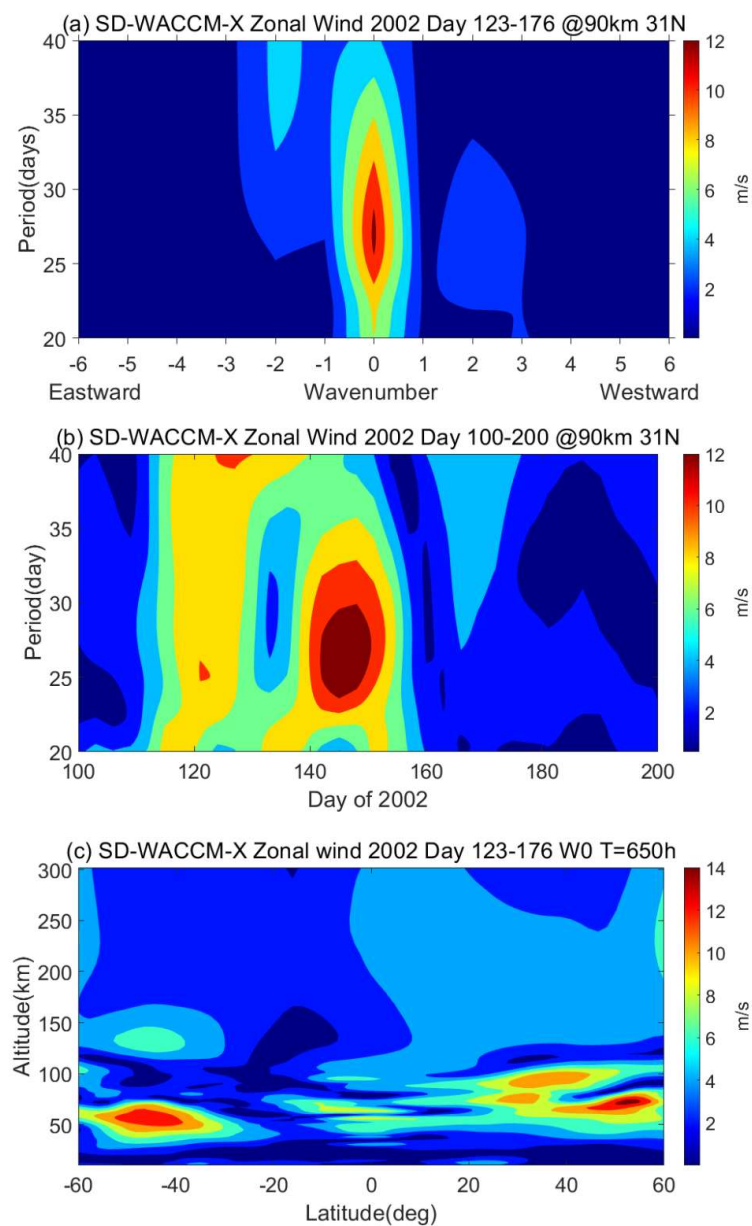 (a) SD-WACCM-X Zonal Wind 2002 Day 123-176 @90km 31N
40
35
30
25
20
Period(days)
-6 -5 -4 -3 -2 -1 0 1 2 3 4 5 6
Eastward Wavenumber Westward
12
10
8
6
4
2
m/s
(b) SD-WACCM-X Zonal Wind 2002 Day 100-200 @90km 31N
40
35
30
25
20
Period(day)
100 120 140 160 180 200
Day of 2002
12
10
8
6
4
2
m/s
(c) SD-WACCM-X Zonal wind 2002 Day 123-176 W0 T=650h
300
250
200
150
100
50
Altitude(km)
-60 -40 -20 0 20 40 60
Latitude(deg)
14
12
10
8
6
4
2
m/s